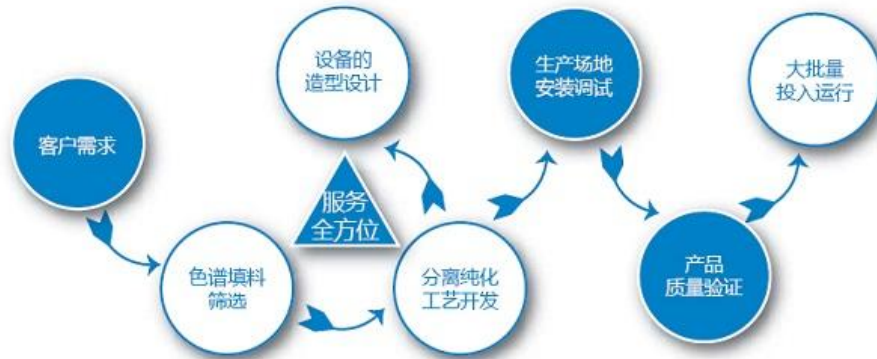 客户需求
色谱填料
筛选
服务
全方位
设备的
造型设计
分离纯化
工艺开发
生产场地
安装调试
产品
质量验证
大批量
投入运行